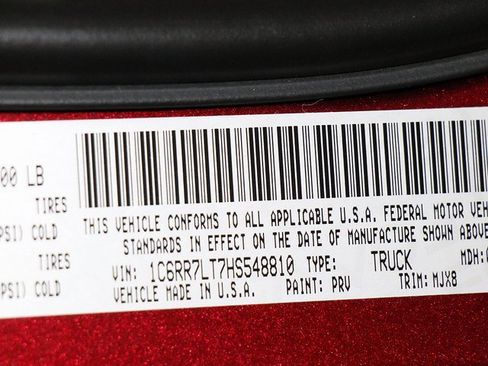 00 LB
TIRES
PSI) COLD
TIRES
PSI) COLD
THIS VEHICLE CONFORMS TO ALL APPLICABLE U.S.A. FEDERAL MOTOR VEH
STANDARDS IN EFFECT ON THE DATE OF MANUFACTURE SHOWN ABOVE
VIN: 1C6RR7LT7HS548810 TYPE: TRUCK MDH:
VEHICLE MADE IN U.S.A. PAINT: PRV TRIM: MJX8